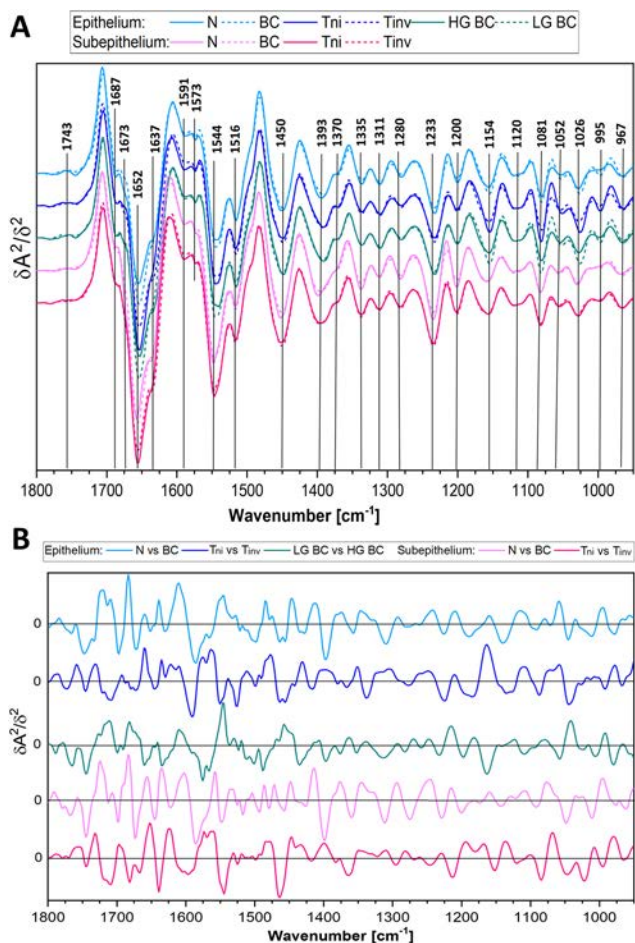 A
Epithelium: N BC Tni Tinv HG BC LG BC
Subepithelium: N BC Tni Tinv
1743 1687 1673 1652 1637 1591 1573 1544 1516 1450 1393 1370 1335 1311 1280 1233 1200 1154 1120 1081 1052 1026 995 967
δA²/δ²
1800 1700 1600 1500 1400 1300 1200 1100 1000
Wavenumber [cm⁻¹]
B
Epithelium: N vs BC Tni vs Tinv LG BC vs HG BC Subepithelium: N vs BC Tni vs Tinv
0
0
0
0
0
δA²/δ²
1800 1700 1600 1500 1400 1300 1200 1100 1000
Wavenumber [cm⁻¹]